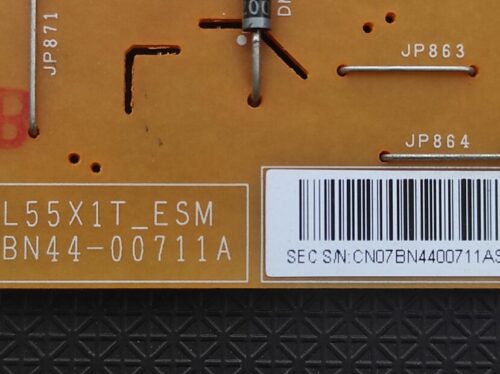 JP871
JP863
JP864
B
L55X1T_ESM
BN44-00711A
SEC S/N:CN07BN4400711AS